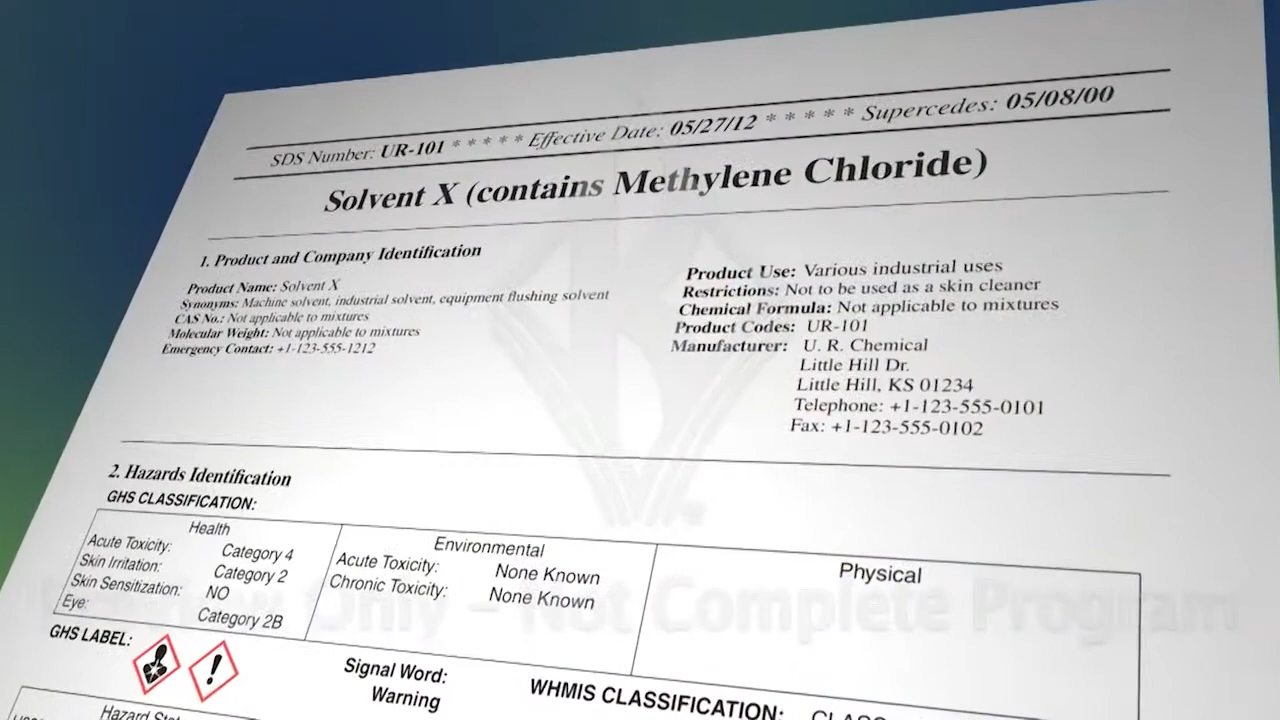 SDS Number: UR-101 * * * * * Effective Date: 05/27/12 * * * * * Supercedes: 05/08/00
Solvent X (contains Methylene Chloride)
1. Product and Company Identification
Product Name: Solvent X
Synonyms: Machine solvent, industrial solvent, equipment flushing solvent
CAS No.: Not applicable to mixtures
Molecular Weight: Not applicable to mixtures
Emergency Contact: +1-123-555-1212
Product Use: Various industrial uses
Restrictions: Not to be used as a skin cleaner
Chemical Formula: Not applicable to mixtures
Product Codes: UR-101
Manufacturer: U. R. Chemical
Little Hill Dr.
Little Hill, KS 01234
Telephone: +1-123-555-0101
Fax: +1-123-555-0102
2. Hazards Identification
GHS CLASSIFICATION:
Health
Acute Toxicity: Category 4
Skin Irritation: Category 2
Skin Sensitization: NO
Eye: Category 2B
Environmental
Acute Toxicity: None Known
Chronic Toxicity: None Known
Physical
GHS LABEL:
Signal Word:
Warning
WHMIS CLASSIFICATION:
Hazard
Preview Only – Not Complete Program